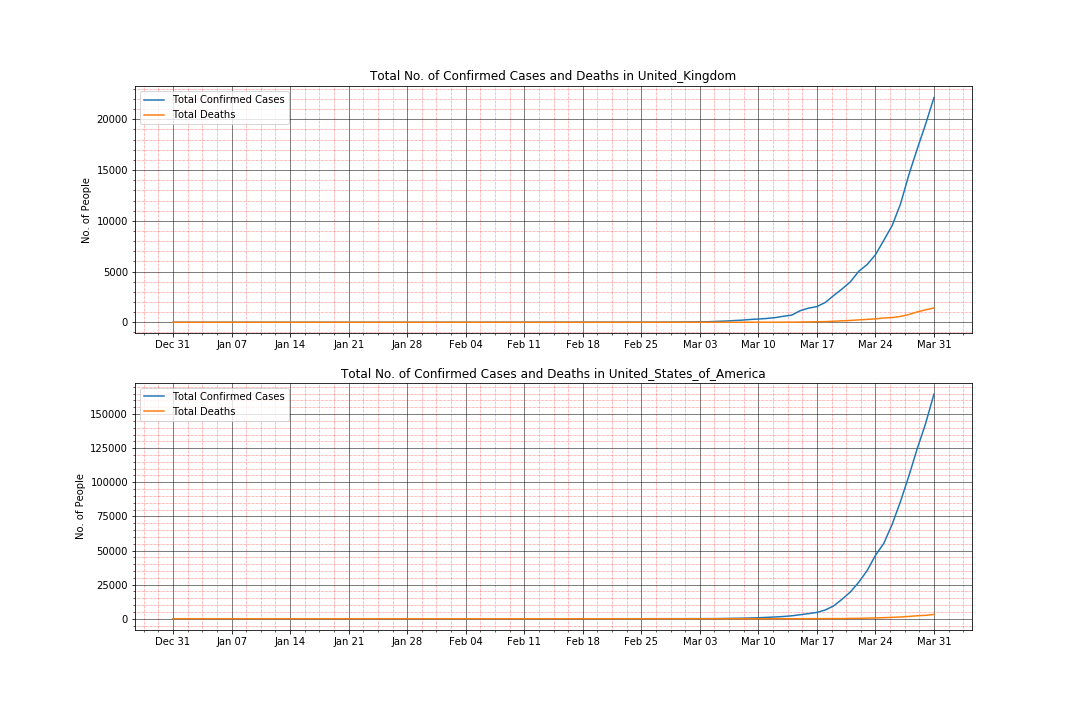 Total No. of Confirmed Cases and Deaths in United_Kingdom
Total Confirmed Cases
Total Deaths
No. of People
20000
15000
10000
5000
0
Dec 31 Jan 07 Jan 14 Jan 21 Jan 28 Feb 04 Feb 11 Feb 18 Feb 25 Mar 03 Mar 10 Mar 17 Mar 24 Mar 31
Total No. of Confirmed Cases and Deaths in United_States_of_America
Total Confirmed Cases
Total Deaths
No. of People
150000
125000
100000
75000
50000
25000
0
Dec 31 Jan 07 Jan 14 Jan 21 Jan 28 Feb 04 Feb 11 Feb 18 Feb 25 Mar 03 Mar 10 Mar 17 Mar 24 Mar 31